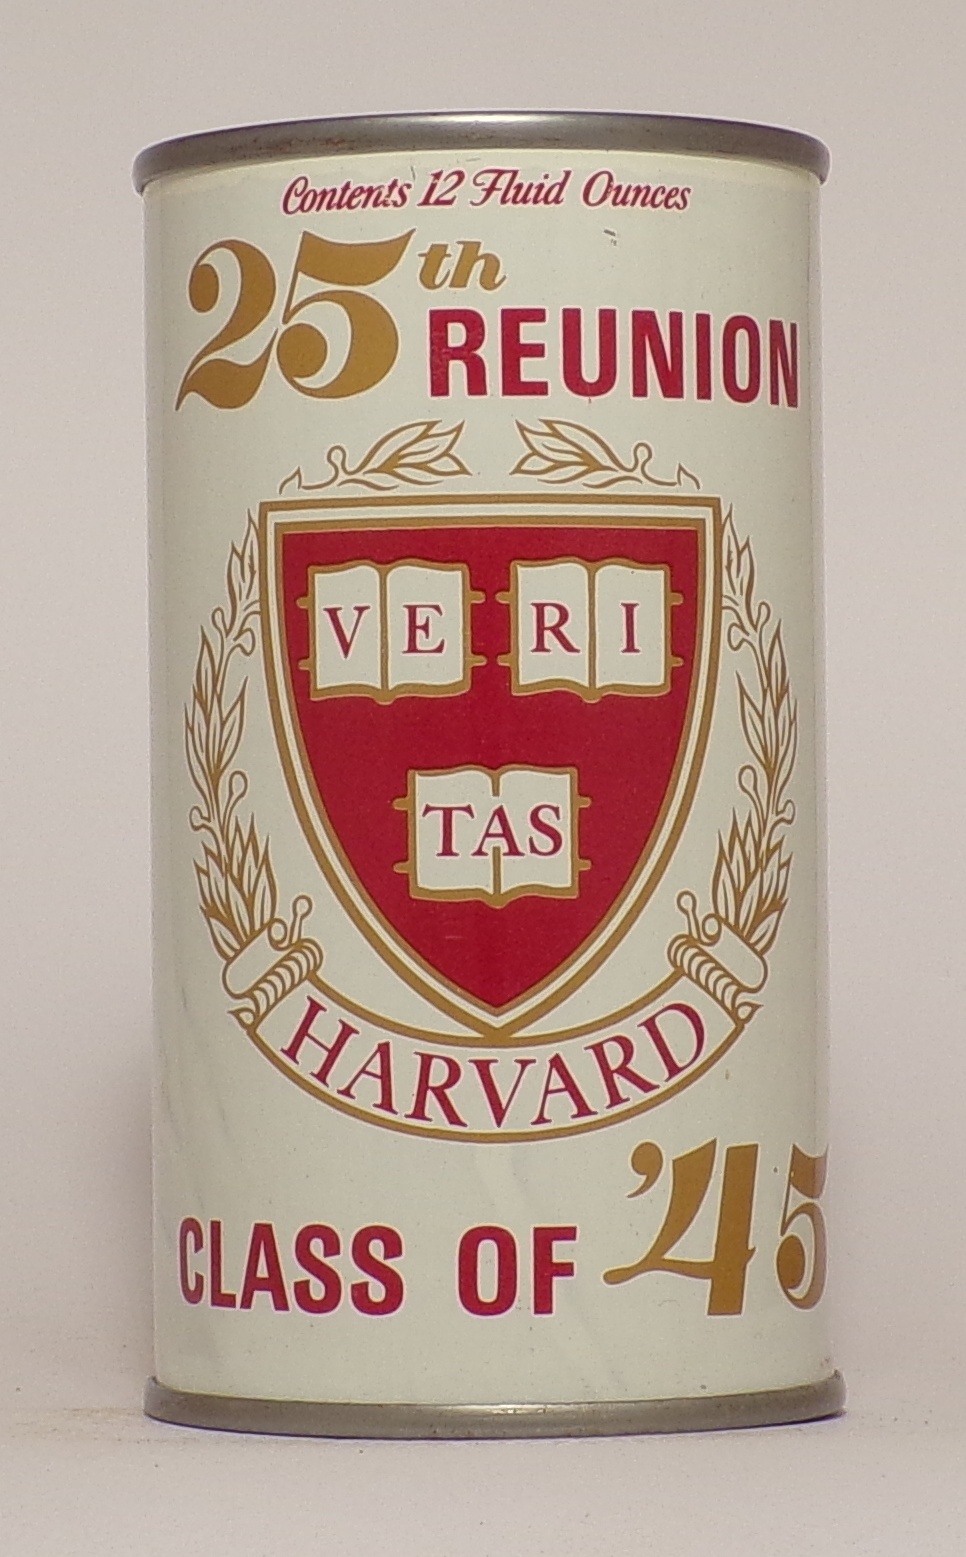 Contents 12 Fluid Ounces
25th
REUNION
VE RI
TAS
HARVARD
CLASS OF '45